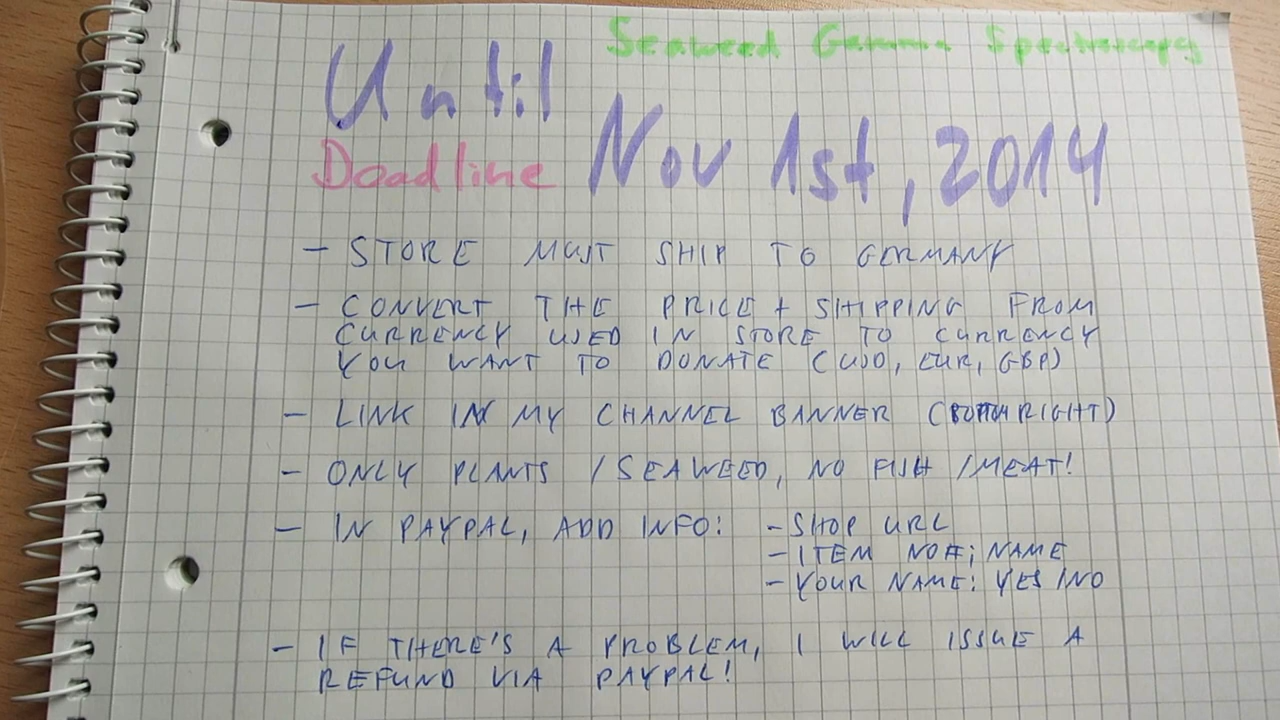 Seaweed Gamma Spectroscopy
Until
Deadline Nov 1st, 2014
- STORE MUST SHIP TO GERMANY
- CONVERT THE PRICE + SHIPPING FROM
CURRENCY USED IN STORE TO CURRENCY
YOU WANT TO DONATE (USD, EUR, GBP)
- LINK IN MY CHANNEL BANNER (BOTTOM RIGHT)
- ONLY PLANTS / SEAWEED, NO FISH / MEAT!
- IN PAYPAL, ADD INFO: - SHOP URL
- ITEM NO#; NAME
- YOUR NAME: YES/NO
- IF THERE'S A PROBLEM, I WILL ISSUE A
REFUND VIA PAYPAL!